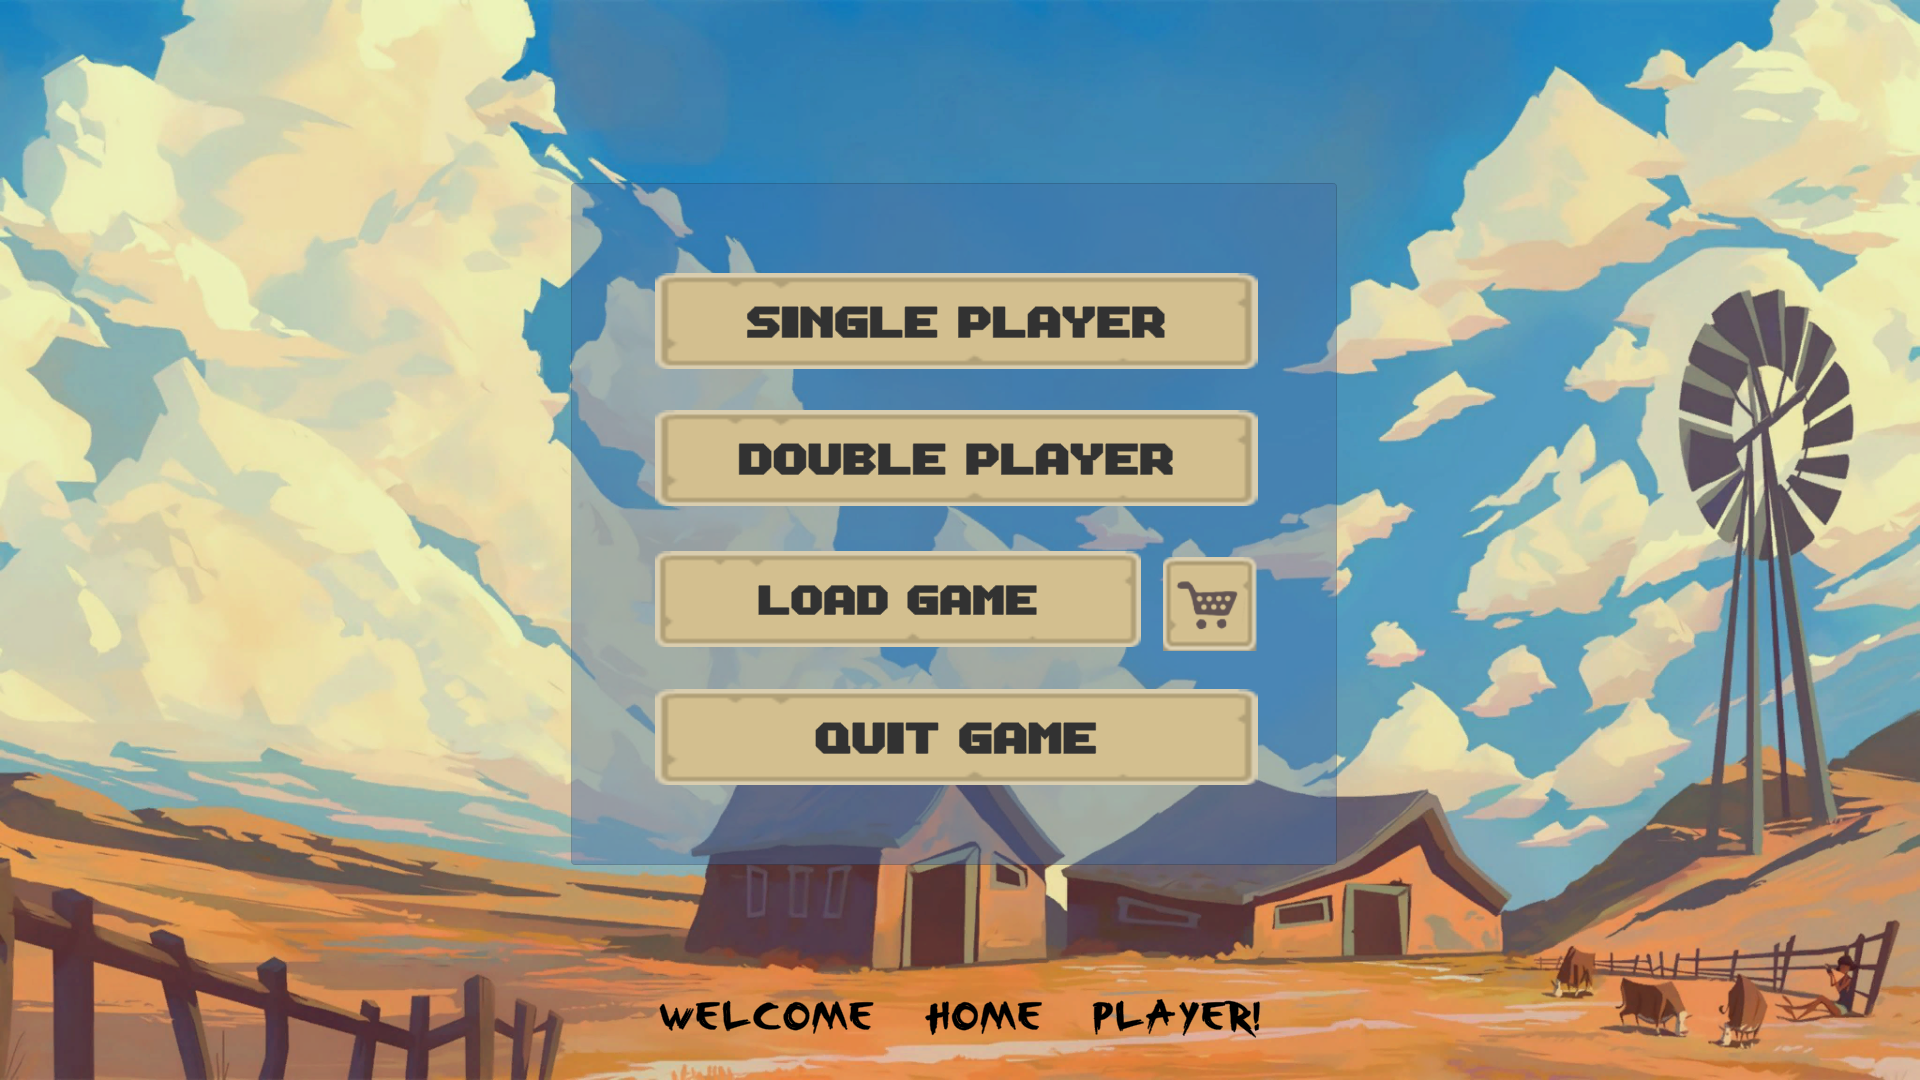 SINGLE PLAYER
DOUBLE PLAYER
LOAD GAME
QUIT GAME
WELCOME HOME PLAYER!